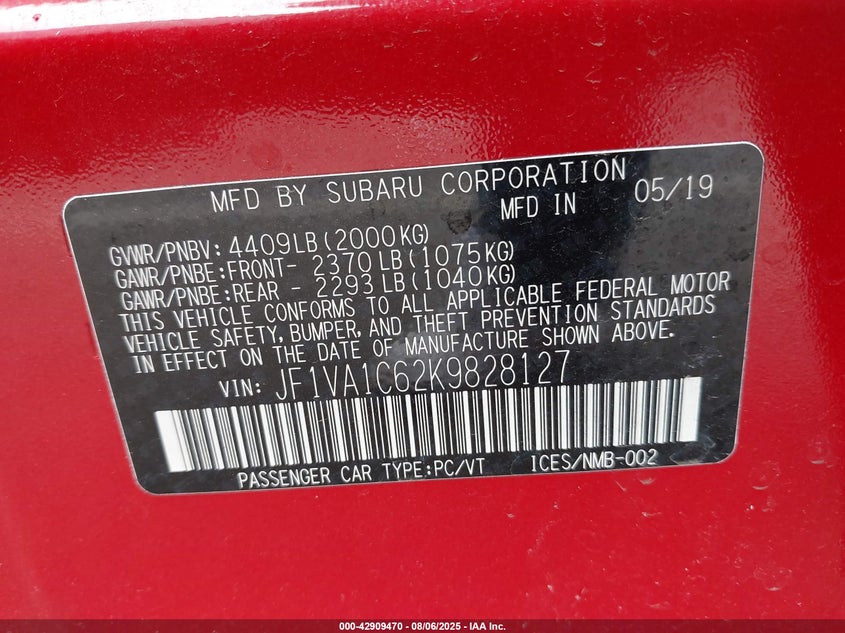 MFD BY SUBARU CORPORATION
MFD IN 05/19
GVWR/PNBV: 4409LB(2000KG)
GAWR/PNBE:FRONT- 2370LB(1075KG)
GAWR/PNBE:REAR - 2293LB(1040KG)
THIS VEHICLE CONFORMS TO ALL APPLICABLE FEDERAL MOTOR
VEHICLE SAFETY, BUMPER, AND THEFT PREVENTION STANDARDS
IN EFFECT ON THE DATE OF MANUFACTURE SHOWN ABOVE.
VIN: JF1VA1C62K9828127
PASSENGER CAR TYPE:PC/VT ICES/NMB-002
000-42909470 - 08/06/2025 - IAA Inc.